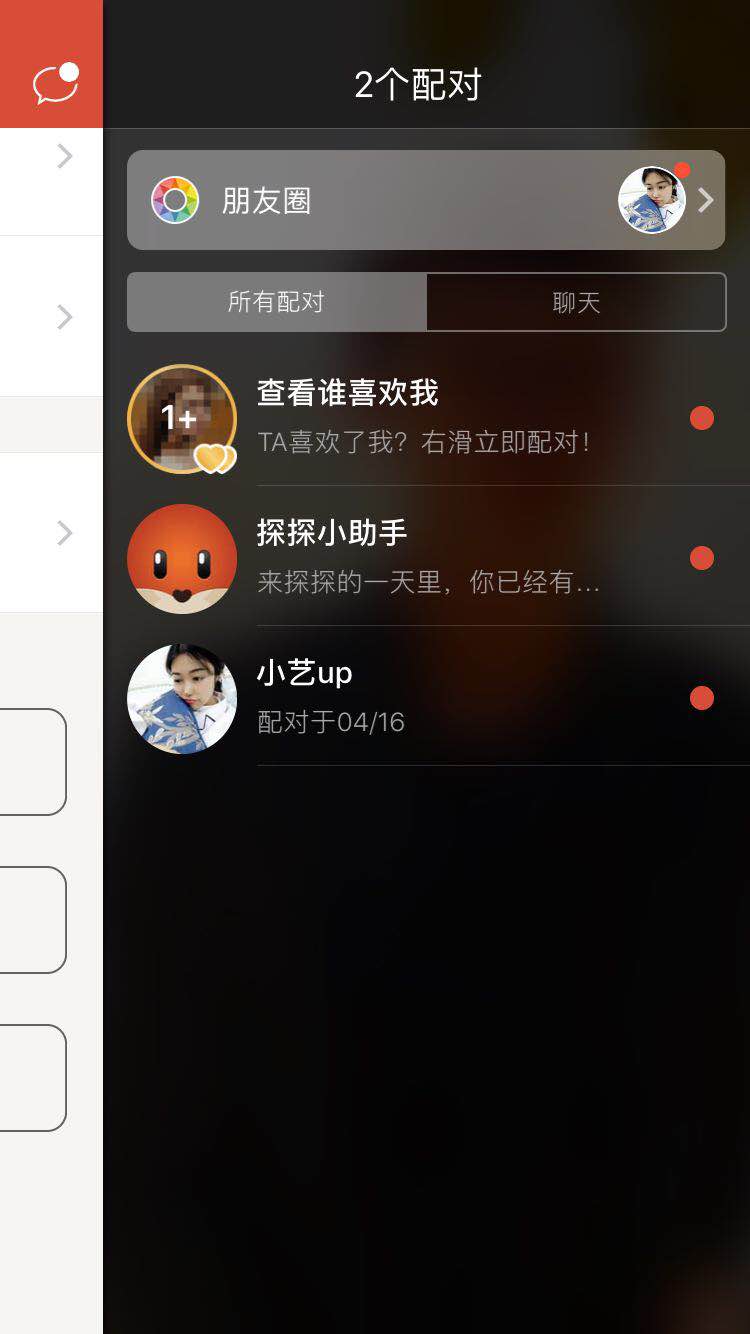 2个配对
朋友圈
所有配对
聊天
1+
查看谁喜欢我
TA喜欢了我？右滑立即配对！
探探小助手
来探探的一天里，你已经有...
小艺up
配对于04/16